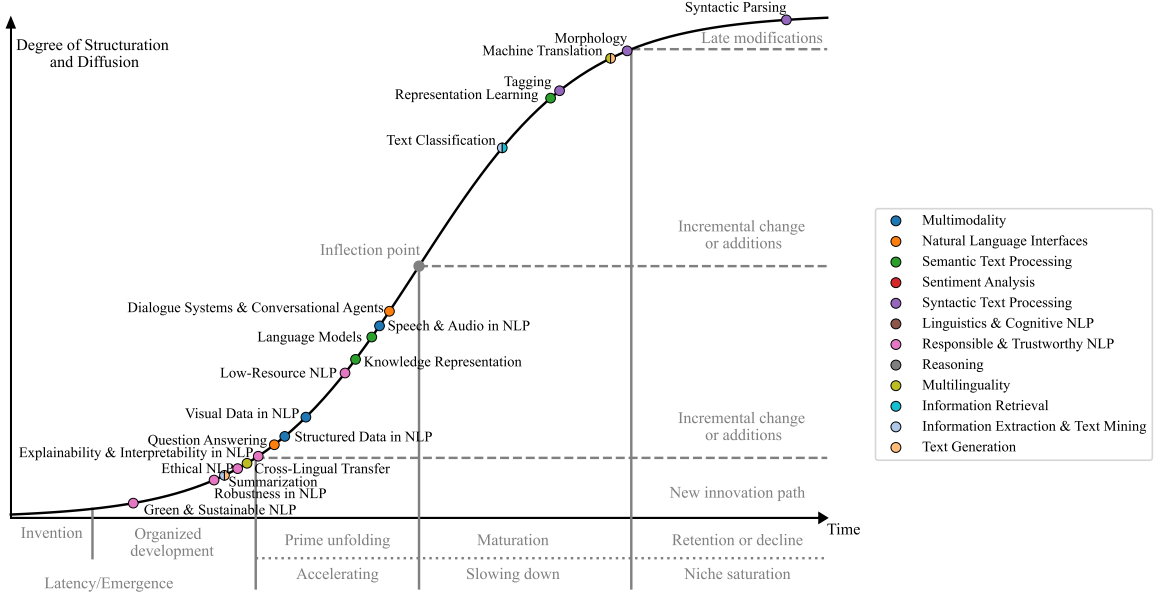 Syntactic Parsing
Degree of Structuration
and Diffusion
Morphology
Late modifications
Machine Translation
Tagging
Representation Learning
Text Classification
Incremental change
or additions
Inflection point
Dialogue Systems & Conversational Agents
Speech & Audio in NLP
Language Models
Knowledge Representation
Low-Resource NLP
Visual Data in NLP
Incremental change
or additions
Structured Data in NLP
Question Answering
Explainability & Interpretability in NLP
Ethical NLP
Cross-Lingual Transfer
Summarization
Robustness in NLP
New innovation path
Green & Sustainable NLP
Time
Invention
Organized
development
Prime unfolding
Maturation
Retention or decline
Latency/Emergence
Accelerating
Slowing down
Niche saturation
Multimodality
Natural Language Interfaces
Semantic Text Processing
Sentiment Analysis
Syntactic Text Processing
Linguistics & Cognitive NLP
Responsible & Trustworthy NLP
Reasoning
Multilinguality
Information Retrieval
Information Extraction & Text Mining
Text Generation